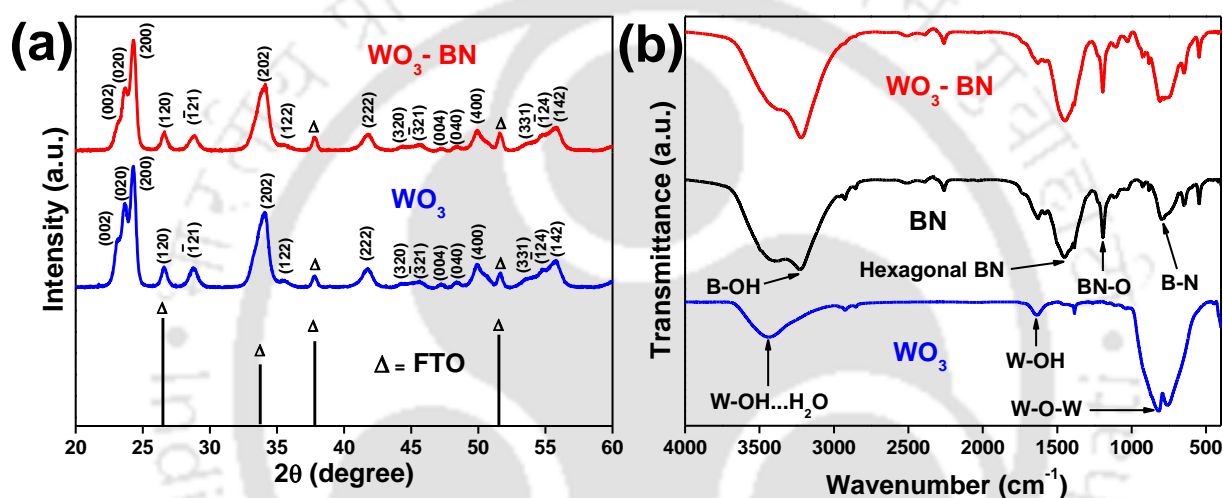 (a)
WO3- BN
(002)
(020)
(200)
(120)
(1̄21)
(202)
(122)
Δ
(222)
(320)
(3̄21)
(004)
(040)
(400)
Δ
(331)
(1̄24)
(142)
WO3
(002)
(020)
(200)
(120)
(1̄21)
(202)
(122)
Δ
(222)
(320)
(321)
(004)
(040)
(400)
Δ
(331)
(124)
(142)
Δ
Δ
Δ
Δ
Δ = FTO
Intensity (a.u.)
20 25 30 35 40 45 50 55 60
2θ (degree)
(b)
WO3- BN
BN
B-OH
Hexagonal BN
BN-O
B-N
WO3
W-OH...H2O
W-OH
W-O-W
Transmittance (a.u.)
4000 3500 3000 2500 2000 1500 1000 500
Wavenumber (cm-1)